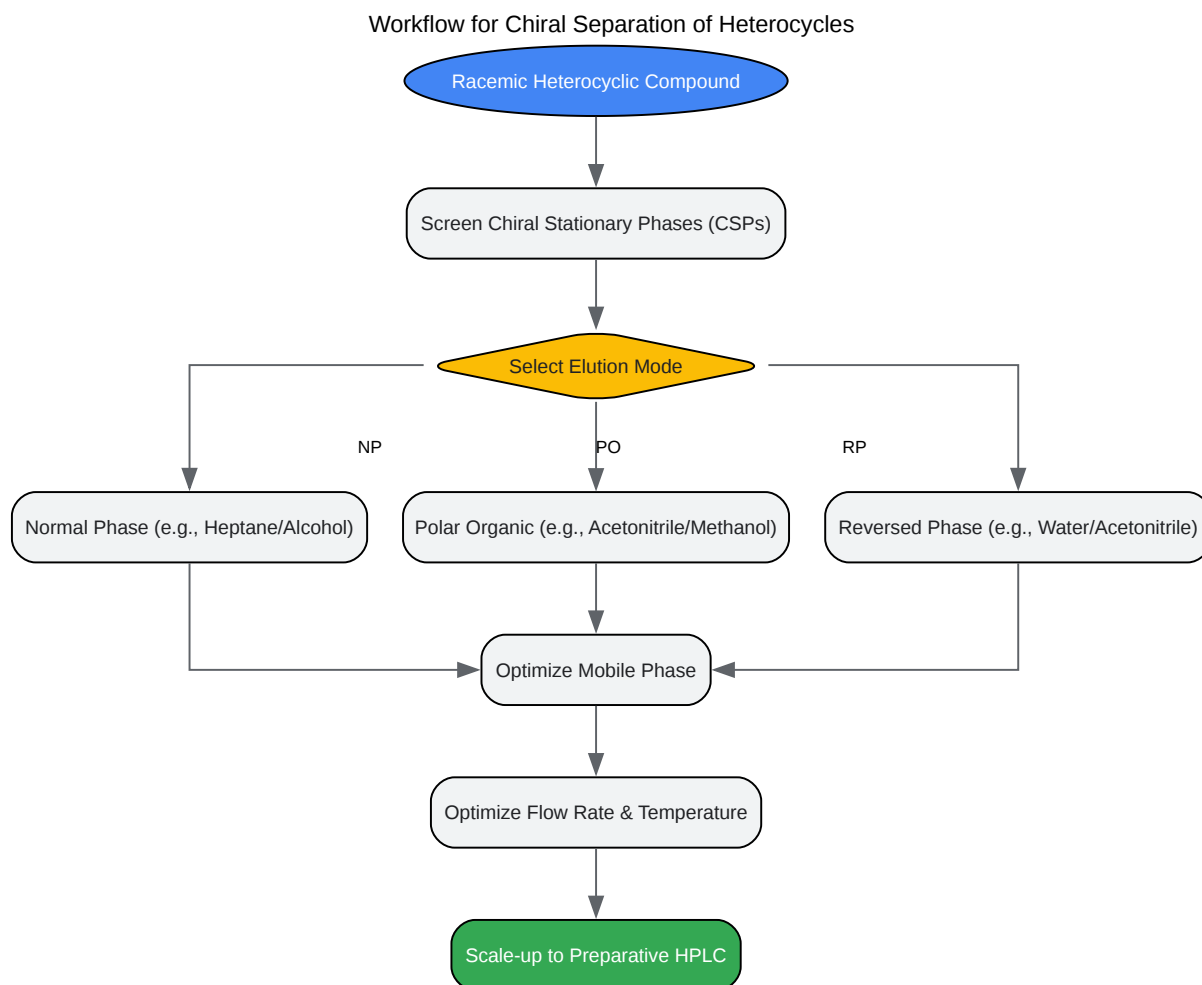 Workflow for Chiral Separation of Heterocycles
Racemic Heterocyclic Compound
Screen Chiral Stationary Phases (CSPs)
Select Elution Mode
NP
PO
RP
Normal Phase (e.g., Heptane/Alcohol)
Polar Organic (e.g., Acetonitrile/Methanol)
Reversed Phase (e.g., Water/Acetonitrile)
Optimize Mobile Phase
Optimize Flow Rate & Temperature
Scale-up to Preparative HPLC